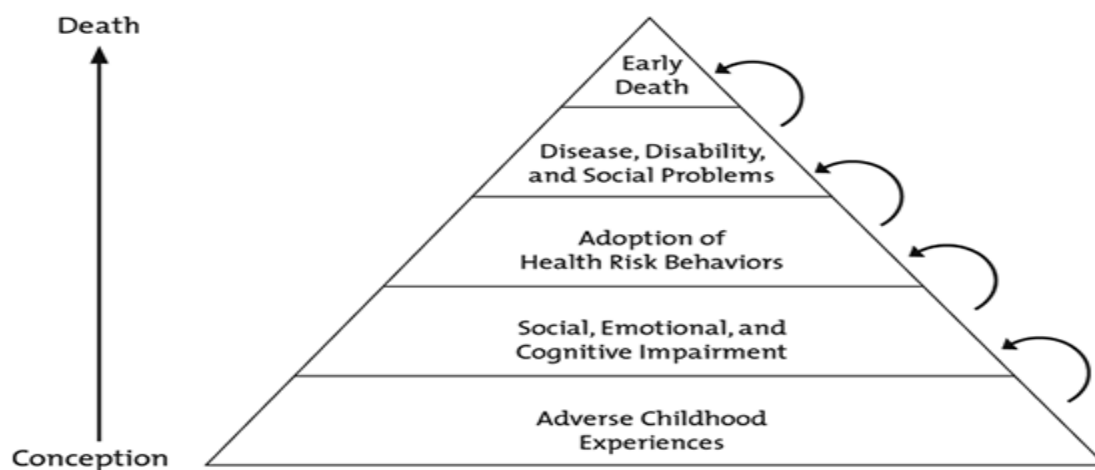 Death
Early
Death
Disease, Disability,
and Social Problems
Adoption of
Health Risk Behaviors
Social, Emotional, and
Cognitive Impairment
Adverse Childhood
Experiences
Conception